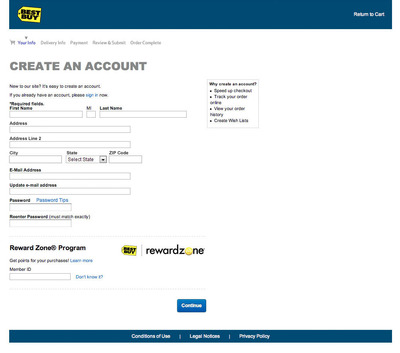 BEST BUY
Return to Cart
Your Info Delivery Info Payment Review & Submit Order Complete
CREATE AN ACCOUNT
New to our site? It's easy to create an account.
If you already have an account, please sign in now.
Why create an account?
• Speed up checkout
• Track your order online
• View your order history
• Create Wish Lists
*Required fields.
First Name MI Last Name
Address
Address Line 2
City State ZIP Code
Select State
E-Mail Address
Update e-mail address
Password Password Tips
Reenter Password (must match exactly)
Reward Zone® Program
BEST BUY | rewardzone
Get points for your purchases! Learn more
Member ID
Don't know it?
Continue
Conditions of Use | Legal Notices | Privacy Policy